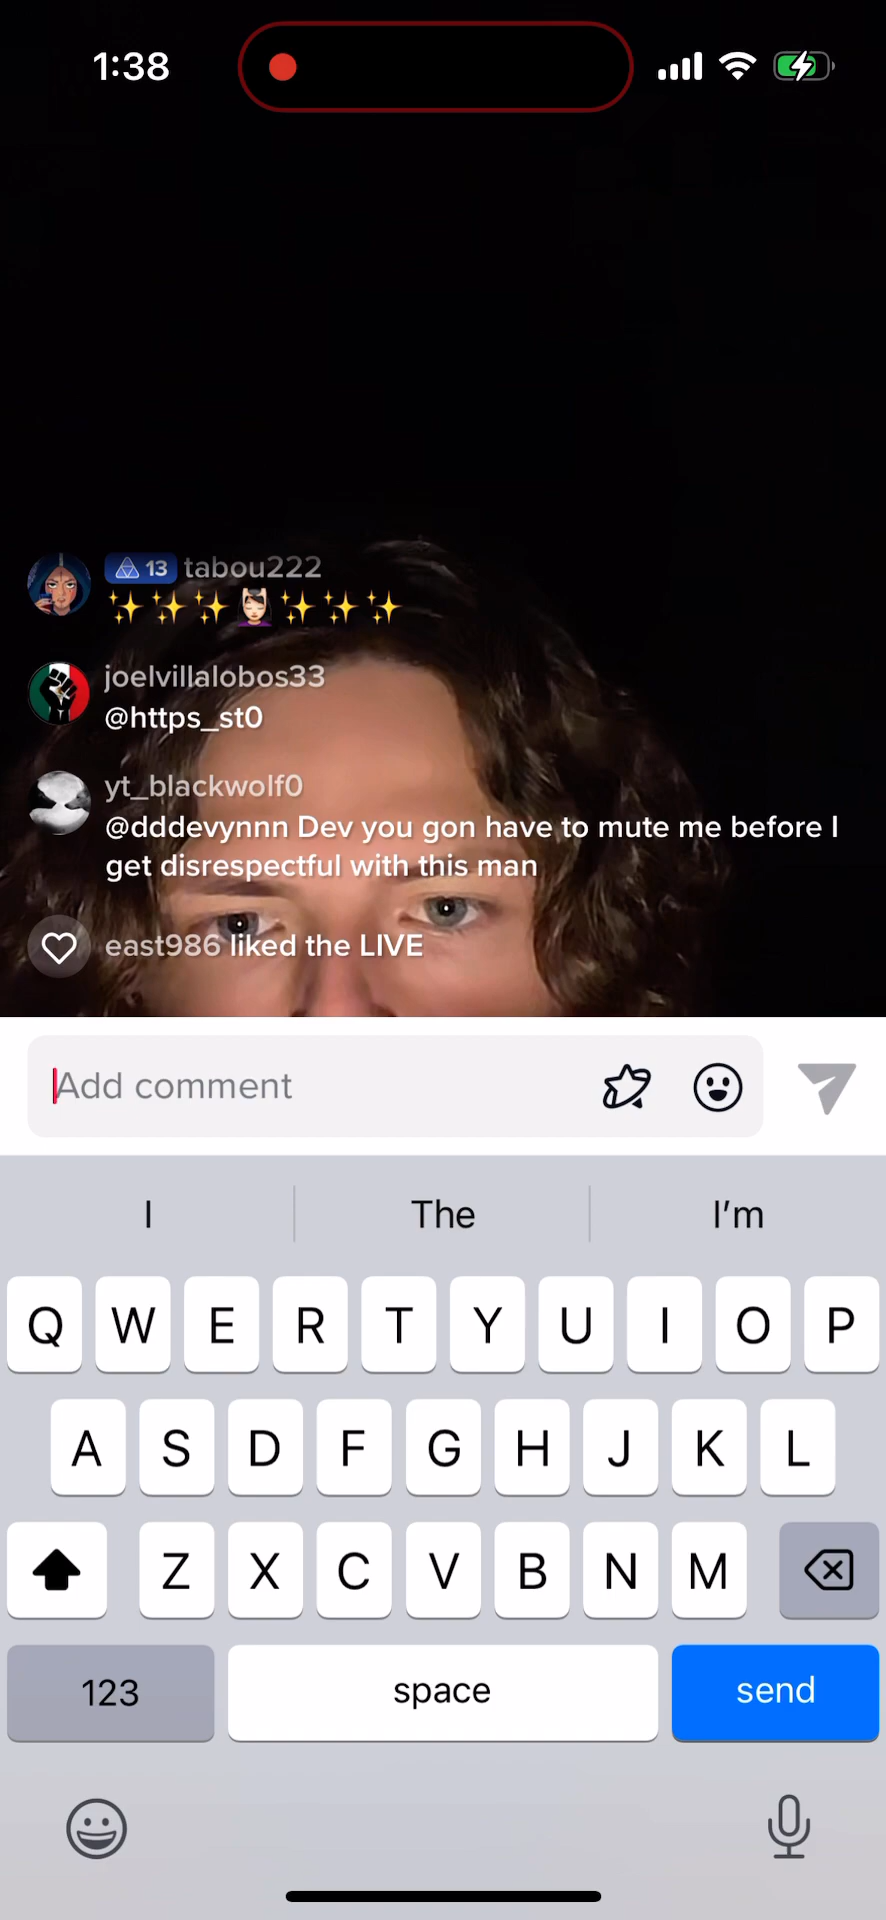 1:38
13 tabou222
✨✨✨💆🏻‍♀️✨✨✨
joelvillalobos33
@https_st0
yt_blackwolf0
@dddevynnn Dev you gon have to mute me before I
get disrespectful with this man
east986 liked the LIVE
Add comment
I The I'm
Q W E R T Y U I O P
A S D F G H J K L
Z X C V B N M
123 space send